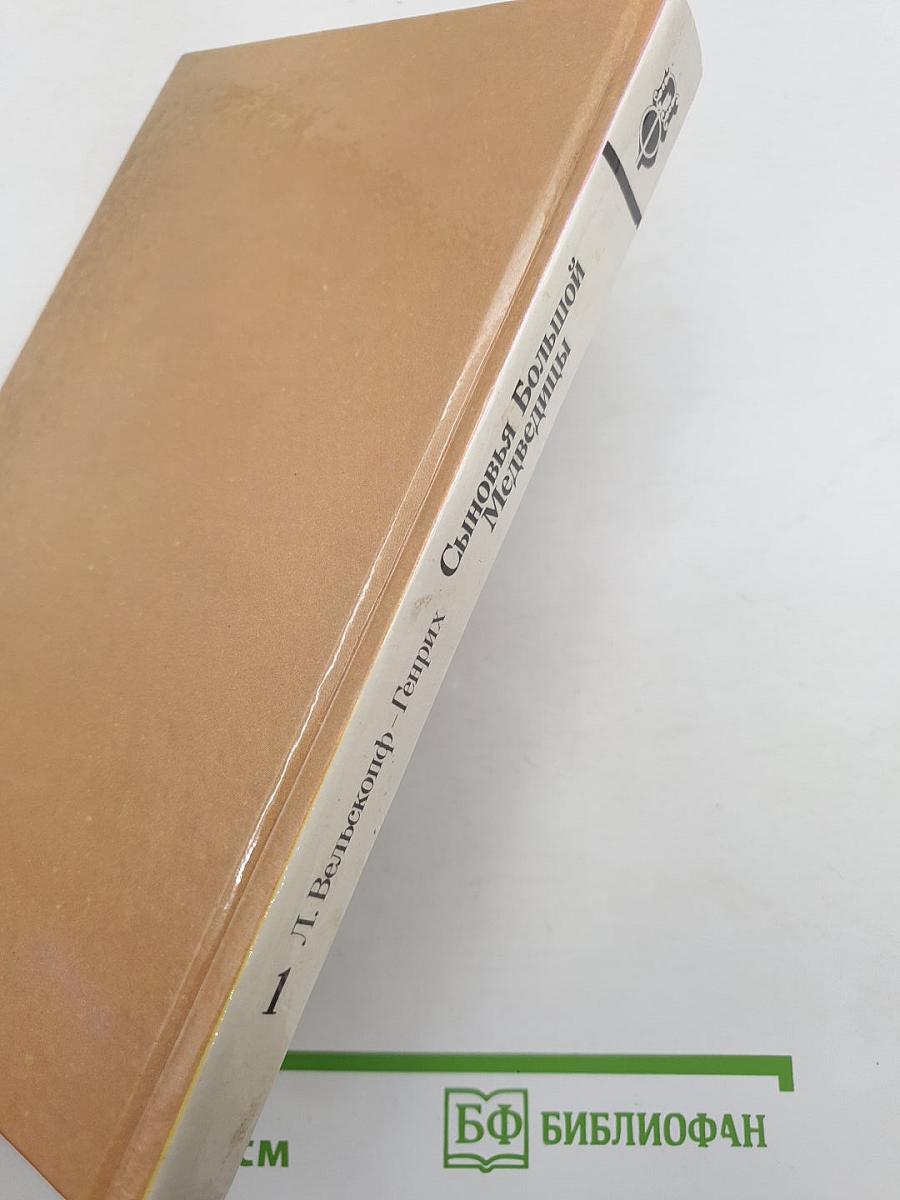 1
Л. Вельскопф–Генрих
Сыновья Большой
Медведицы
БФ БИБЛИОФАН
см